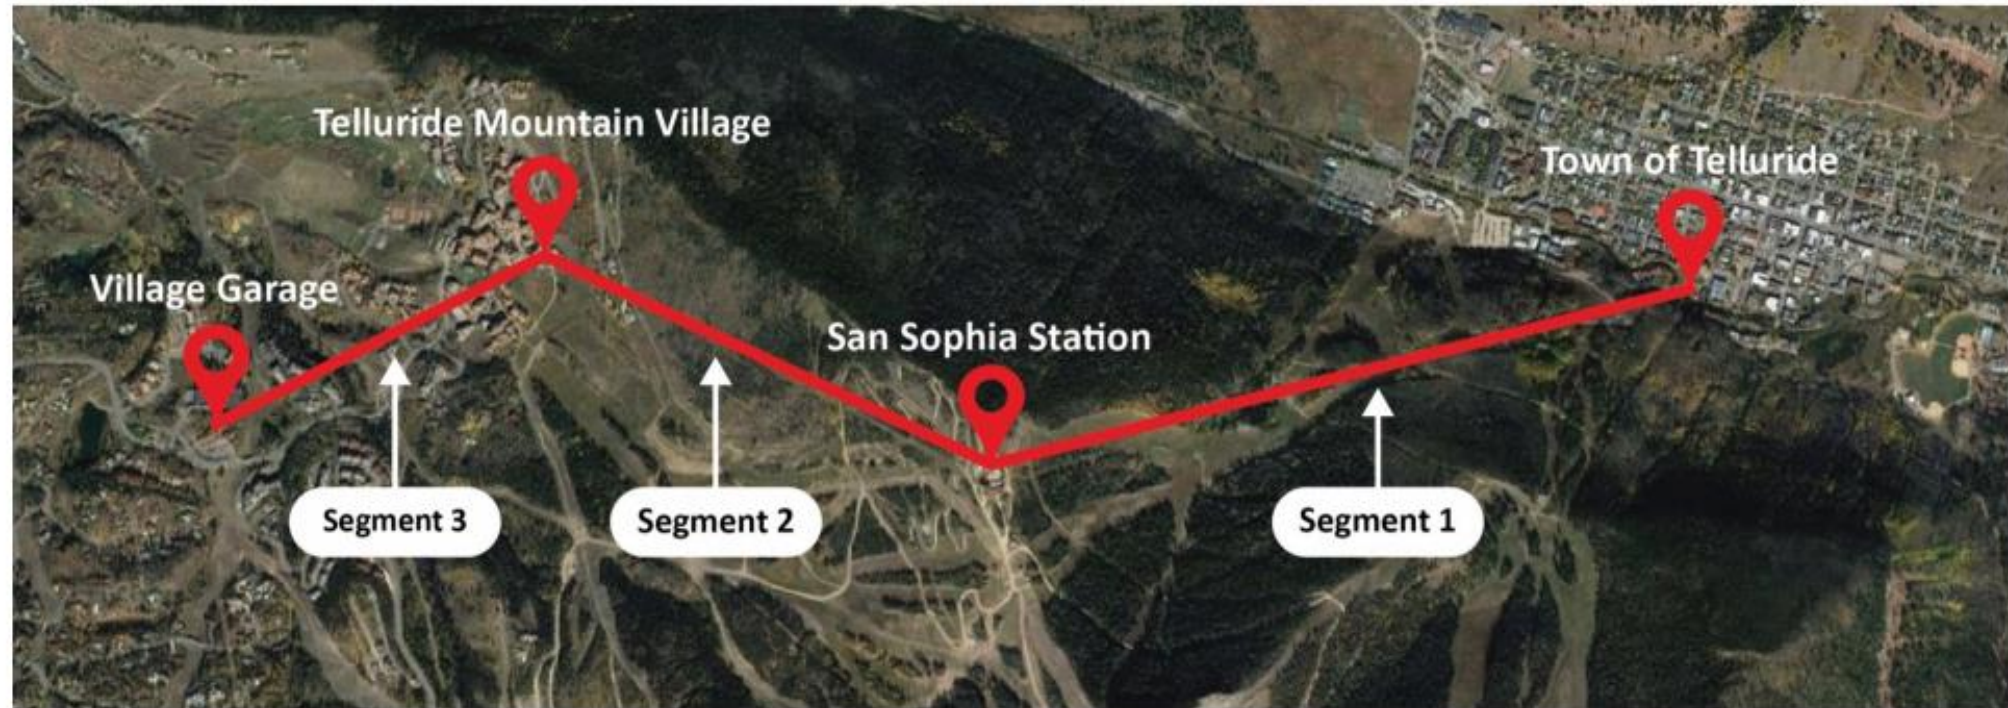 Telluride Mountain Village
Town of Telluride
Village Garage
San Sophia Station
Segment 3
Segment 2
Segment 1